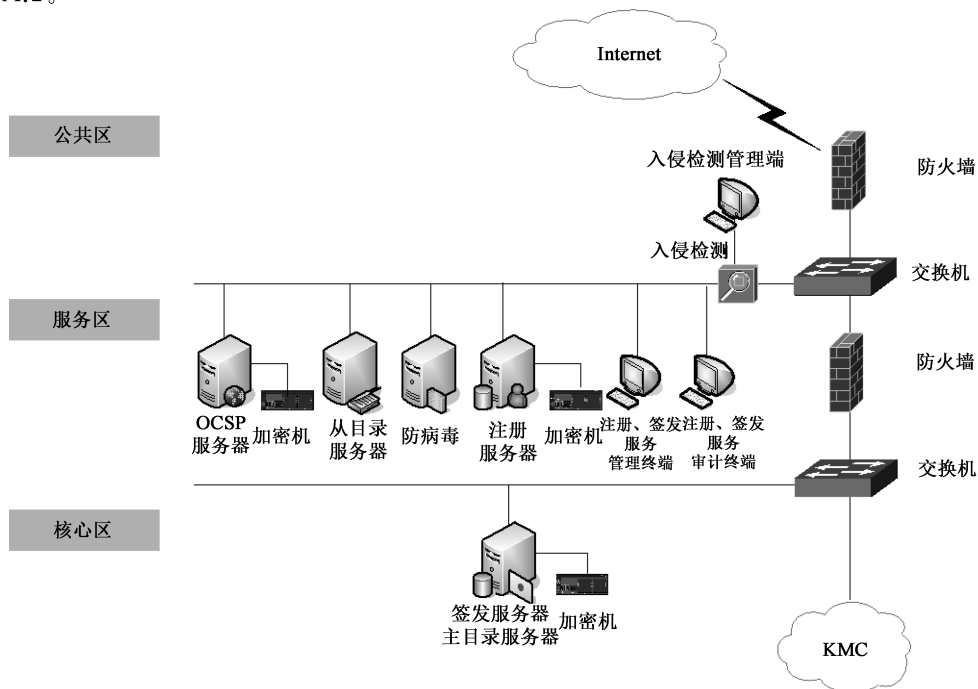 Internet
公共区
入侵检测管理端
防火墙
入侵检测
交换机
服务区
防火墙
OCSP
服务器
加密机
从目录
服务器
防病毒
注册
服务器
加密机
注册、签发
服务
管理终端
注册、签发
服务
审计终端
交换机
核心区
签发服务器
主目录服务器
加密机
KMC